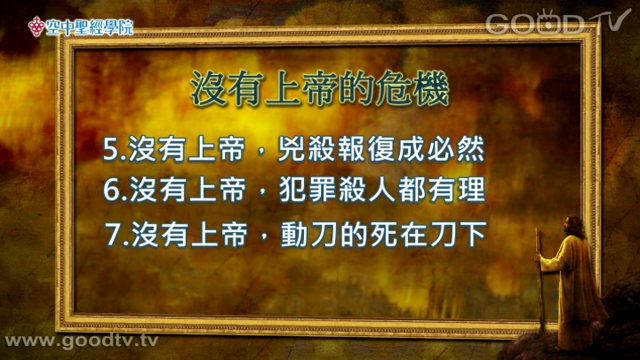 空中聖經學院
GOODTV
沒有上帝的危機
5.沒有上帝，兇殺報復成必然
6.沒有上帝，犯罪殺人都有理
7.沒有上帝，動刀的死在刀下
www.goodtv.tv